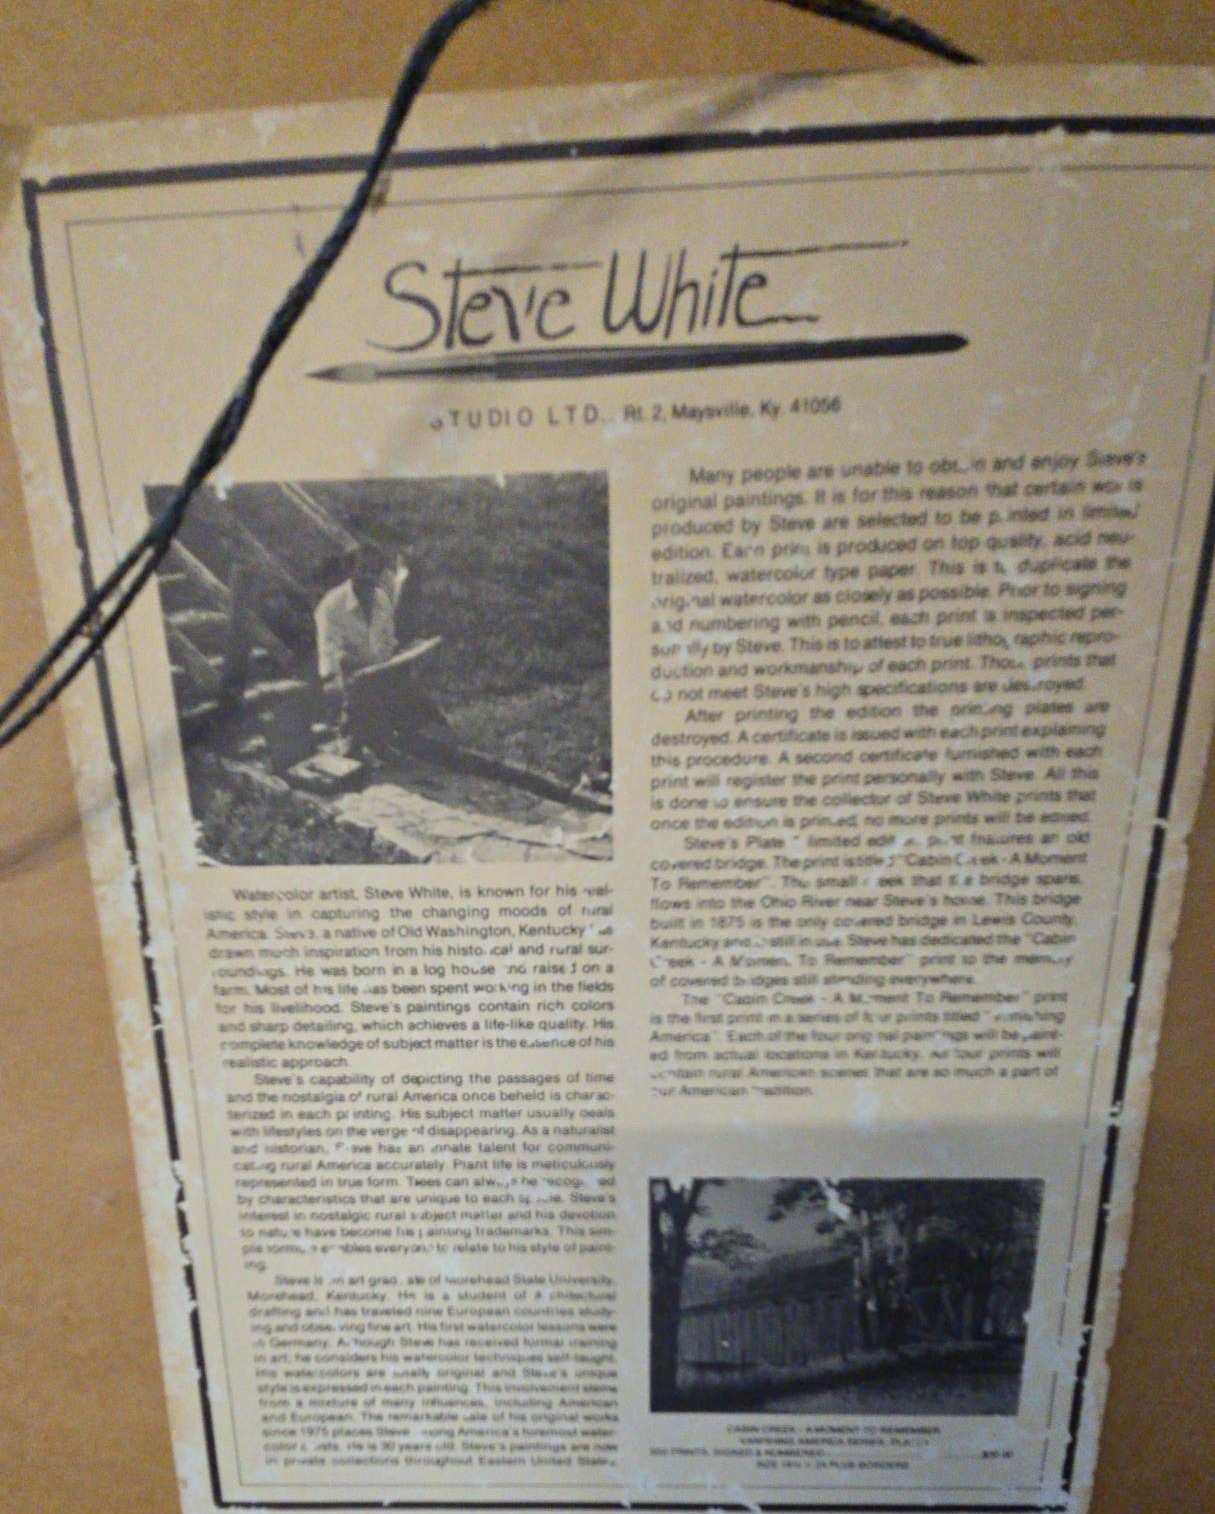 Steve White
STUDIO LTD. Rt. 2, Maysville, Ky. 41056
Watercolor artist, Steve White, is known for his real-
istic style in capturing the changing moods of rural
America. Steve, a native of Old Washington, Kentucky has
drawn much inspiration from his historical and rural sur-
roundings. He was born in a log house and raised on a
farm. Most of his life has been spent working in the fields
for his livelihood. Steve's paintings contain rich colors
and sharp detailing, which achieves a life-like quality. His
complete knowledge of subject matter is the essence of his
realistic approach.
Steve's capability of depicting the passages of time
and the nostalgia of rural America once beheld is charac-
terized in each printing. His subject matter usually deals
with lifestyles on the verge of disappearing. As a naturalist
and historian, Steve has an innate talent for communi-
cating rural America accurately. Plant life is meticulously
represented in true form. Trees can always be recognized
by characteristics that are unique to each Steve's
interest in nostalgic rural subject matter and his devotion
to nature have become his painting trademarks. This sim-
ple formula enables everyone to relate to his style of paint-
ing.
Steve is an art graduate of Morehead State University,
Morehead, Kentucky. He is a student of Architectural
drafting and has traveled nine European countries study-
ing and observing fine art. His first watercolor lessons were
in Germany. Although Steve has received formal training
in art; he considers his watercolor techniques self-taught.
His watercolors are totally original and Steve's unique
style is expressed in each painting. This involvement stems
from a mixture of many influences, including American
and European. The remarkable sale of his original works
since 1975 places Steve among America's foremost water-
color artists. He is 30 years old. Steve's paintings are now
in private collections throughout Eastern United States.
Many people are unable to obtain and enjoy Steve's
original paintings. It is for this reason that certain works
produced by Steve are selected to be printed in limited
edition. Each print is produced on top quality, acid neu-
tralized, watercolor type paper. This is to duplicate the
original watercolor as closely as possible. Prior to signing
and numbering with pencil, each print is inspected per-
sonally by Steve. This is to attest to true lithographic repro-
duction and workmanship of each print. Those prints that
do not meet Steve's high specifications are destroyed.
After printing the edition the printing plates are
destroyed. A certificate is issued with each print explaining
this procedure. A second certificate furnished with each
print will register the print personally with Steve. All this
is done to ensure the collector of Steve White prints that
once the edition is printed, no more prints will be edited.
Steve's Plate limited edition print features an old
covered bridge. The print is titled "Cabin Creek - A Moment
To Remember". The small creek that the bridge spans,
flows into the Ohio River near Steve's home. This bridge
built in 1875 is the only covered bridge in Lewis County,
Kentucky and is still in use. Steve has dedicated the "Cabin
Creek - A Moment To Remember" print to the memory
of covered bridges still standing everywhere.
The "Cabin Creek - A Moment To Remember" print
is the first print in a series of four prints titled "Vanishing
America". Each of the four original paintings will be paint-
ed from actual locations in Kentucky. All four prints will
contain rural American scenes that are so much a part of
our American tradition.
CABIN CREEK - A MOMENT TO REMEMBER
VANISHING AMERICA SERIES,
PRINTS, SIGNED & NUMBERED
PLUS BORDERS